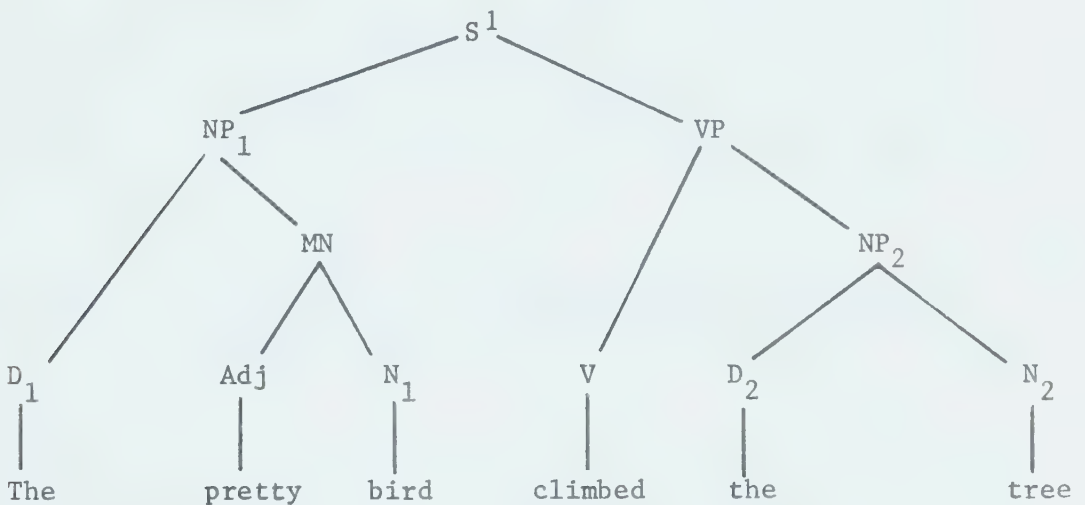 S¹
NP₁ VP
MN NP₂
D₁ Adj N₁ V D₂ N₂
The pretty bird climbed the tree